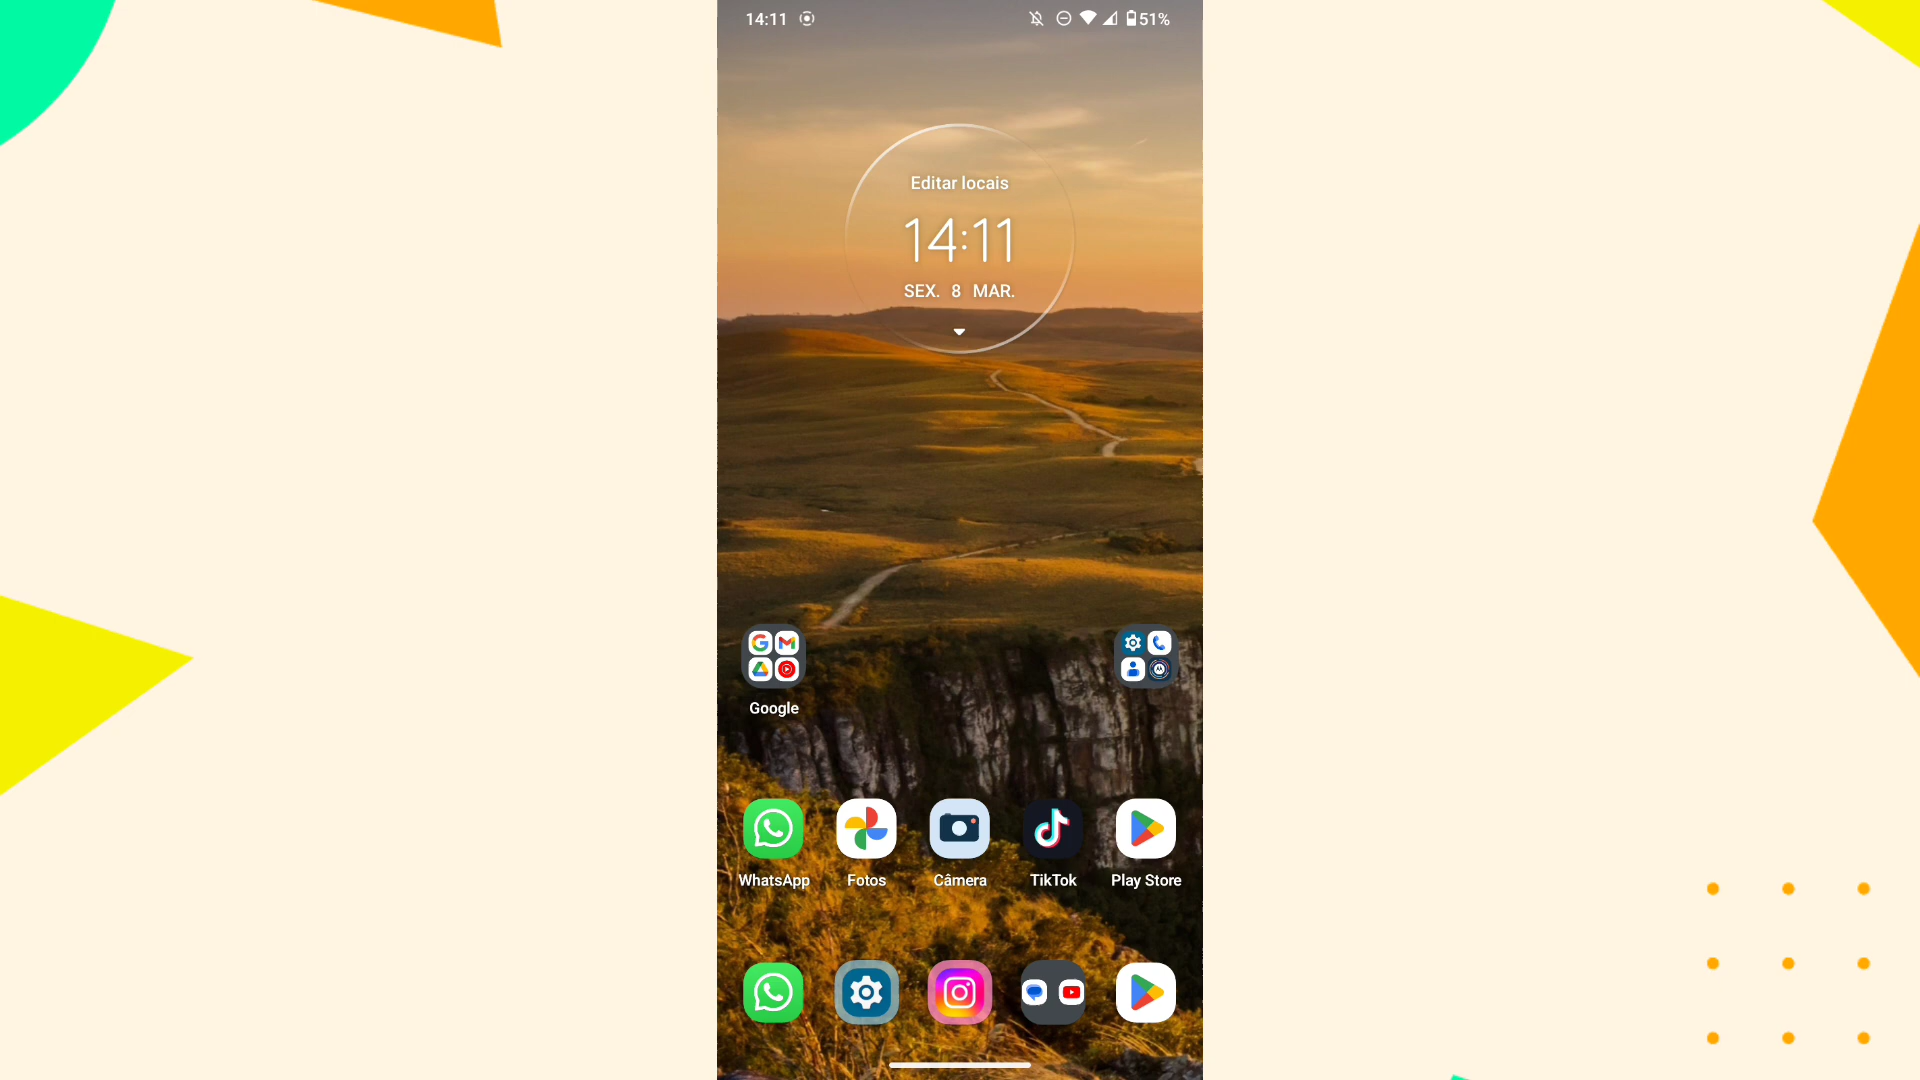 14:11
51%
Editar locais
14:11
SEX. 8 MAR.
Google
WhatsApp
Fotos
Câmera
TikTok
Play Store